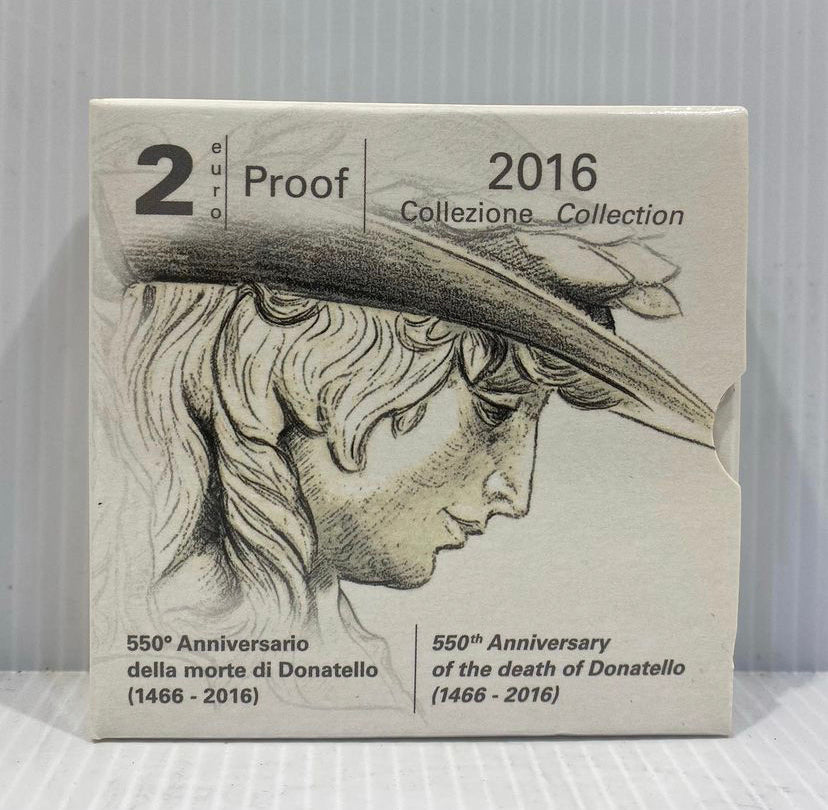 2 euro Proof
2016
Collezione Collection
550° Anniversario
della morte di Donatello
(1466 - 2016)
550th Anniversary
of the death of Donatello
(1466 - 2016)